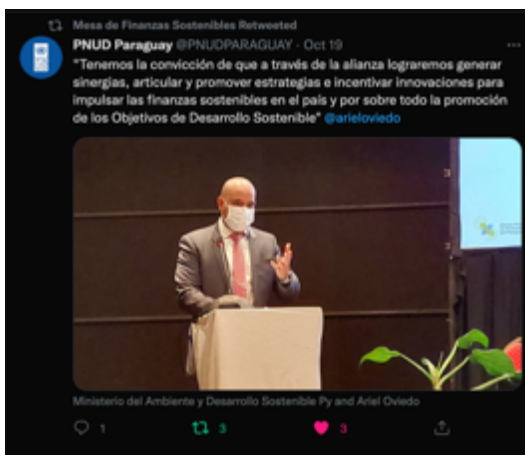 Mesa de Finanzas Sostenibles Retweeted
PNUD Paraguay @PNUDPARAGUAY · Oct 19
"Tenemos la convicción de que a través de la alianza lograremos generar
sinergias, articular y promover estrategias e incentivar innovaciones para
impulsar las finanzas sostenibles en el país y por sobre todo la promoción
de los Objetivos de Desarrollo Sostenible" @arieloviedo
Ministerio del Ambiente y Desarrollo Sostenible Py and Ariel Oviedo
1 3 3